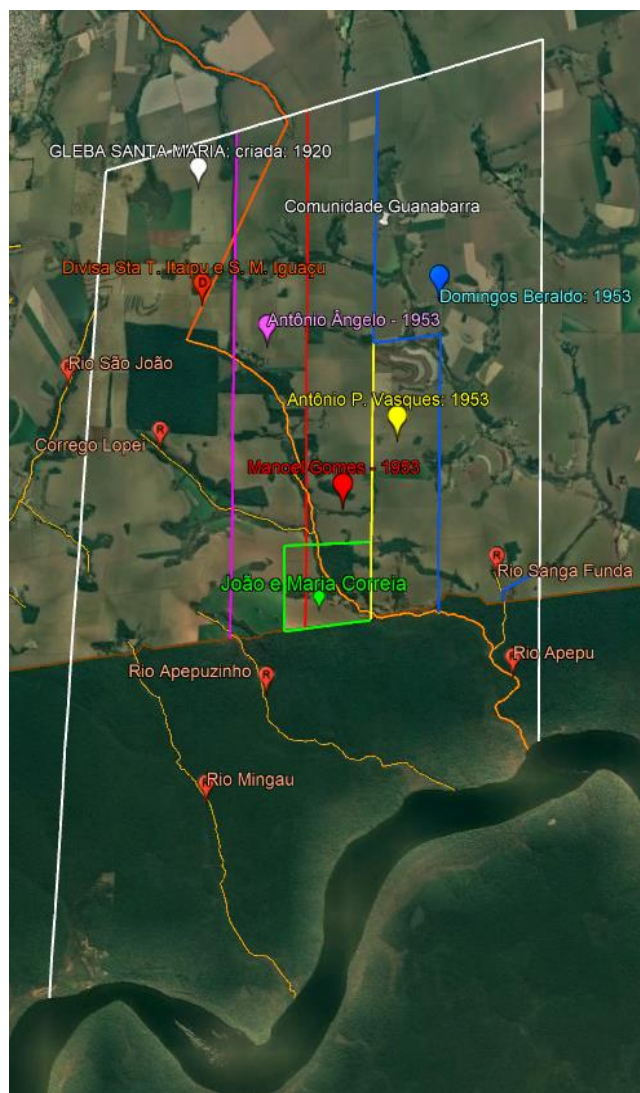 GLEBA SANTA MARIA: criada: 1920
Comunidade Guanabarra
Divisa Sta T. Itaipu e S. M. Iguaçu
D
Domingos Beraldo: 1953
Antônio Ângelo - 1953
Rio São João
R
Antônio P. Vasques: 1953
Corrego Lopei
R
Manoel Gomes - 1953
R
Rio Sanga Funda
João e Maria Correia
Rio Apepu
R
Rio Apepuzinho
R
Rio Mingau
R